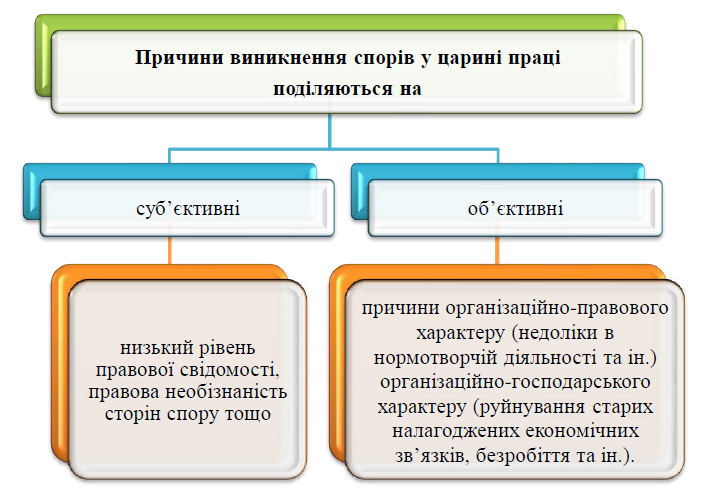 Причини виникнення спорів у царині праці
поділяються на
суб’єктивні
об’єктивні
низький рівень
правової свідомості,
правова необізнаність
сторін спору тощо
причини організаційно-правового
характеру (недоліки в
нормотворчій діяльності та ін.)
організаційно-господарського
характеру (руйнування старих
налагоджених економічних
зв’язків, безробіття та ін.).